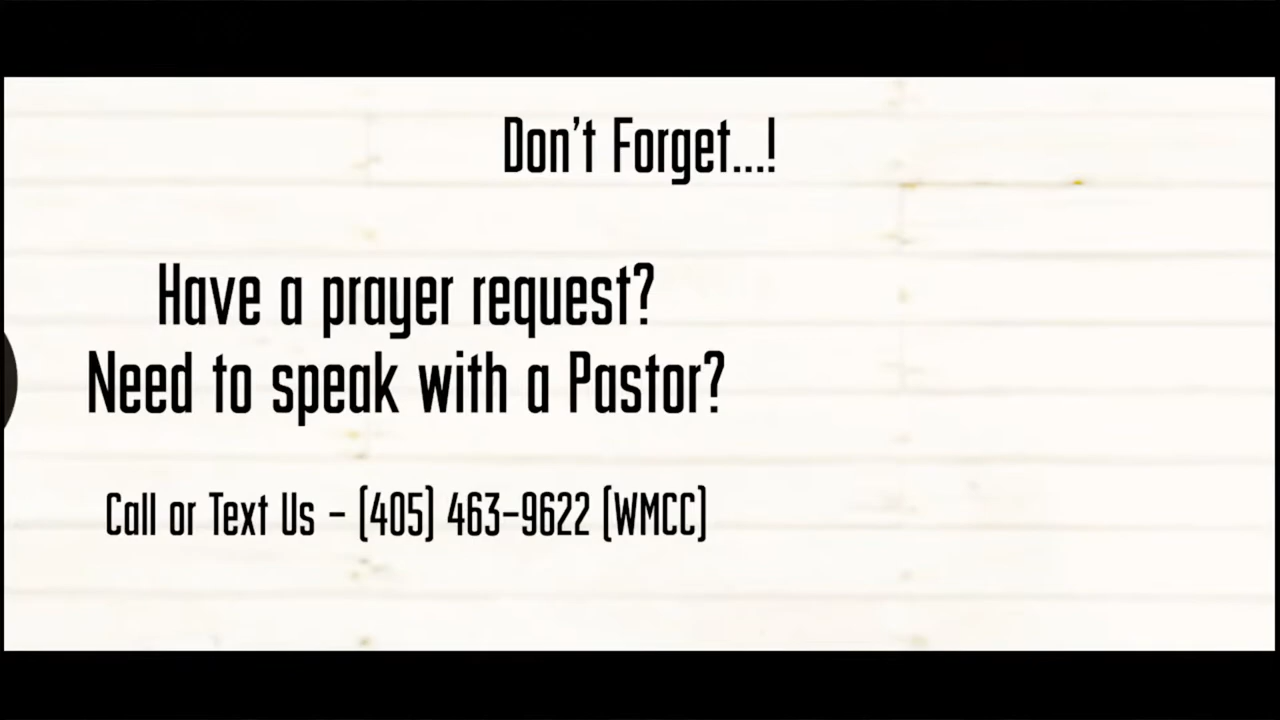 Don't Forget...!
Have a prayer request?
Need to speak with a Pastor?
Call or Text Us - (405) 463-9622 (WMCC)